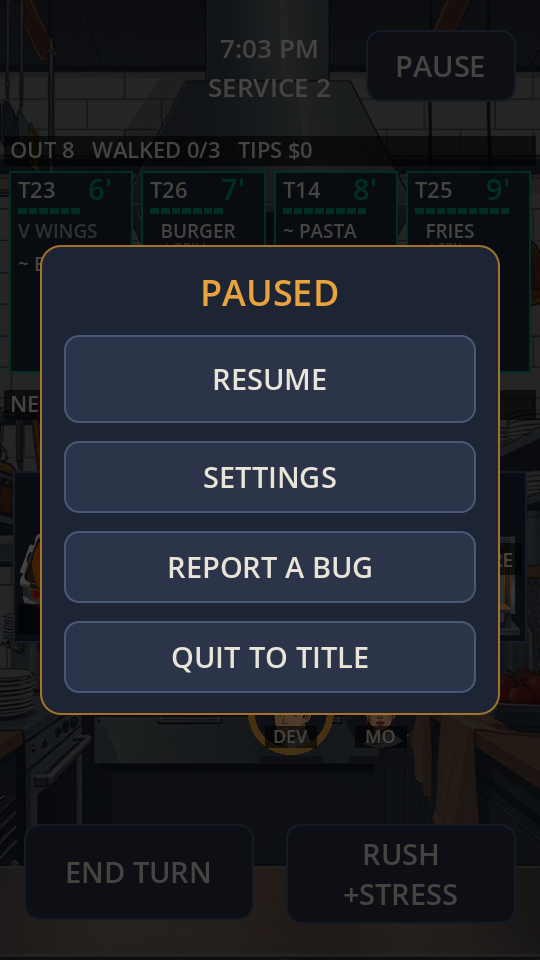 7:03 PM
SERVICE 2
PAUSE
OUT 8 WALKED 0/3 TIPS $0
T23 6' T26 7' T14 8' T25 9'
V WINGS BURGER ~ PASTA FRIES
~
NE
PAUSED
RESUME
SETTINGS
REPORT A BUG
QUIT TO TITLE
DEV MO
END TURN
RUSH
+STRESS